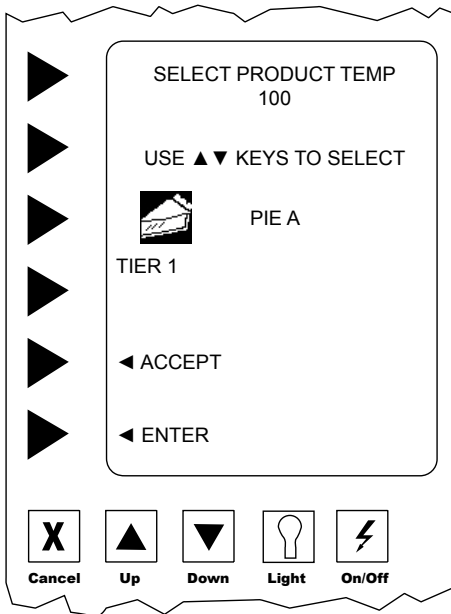 SELECT PRODUCT TEMP
100
USE ▲▼ KEYS TO SELECT
PIE A
TIER 1
◄ ACCEPT
◄ ENTER
X
Cancel Up Down Light On/Off